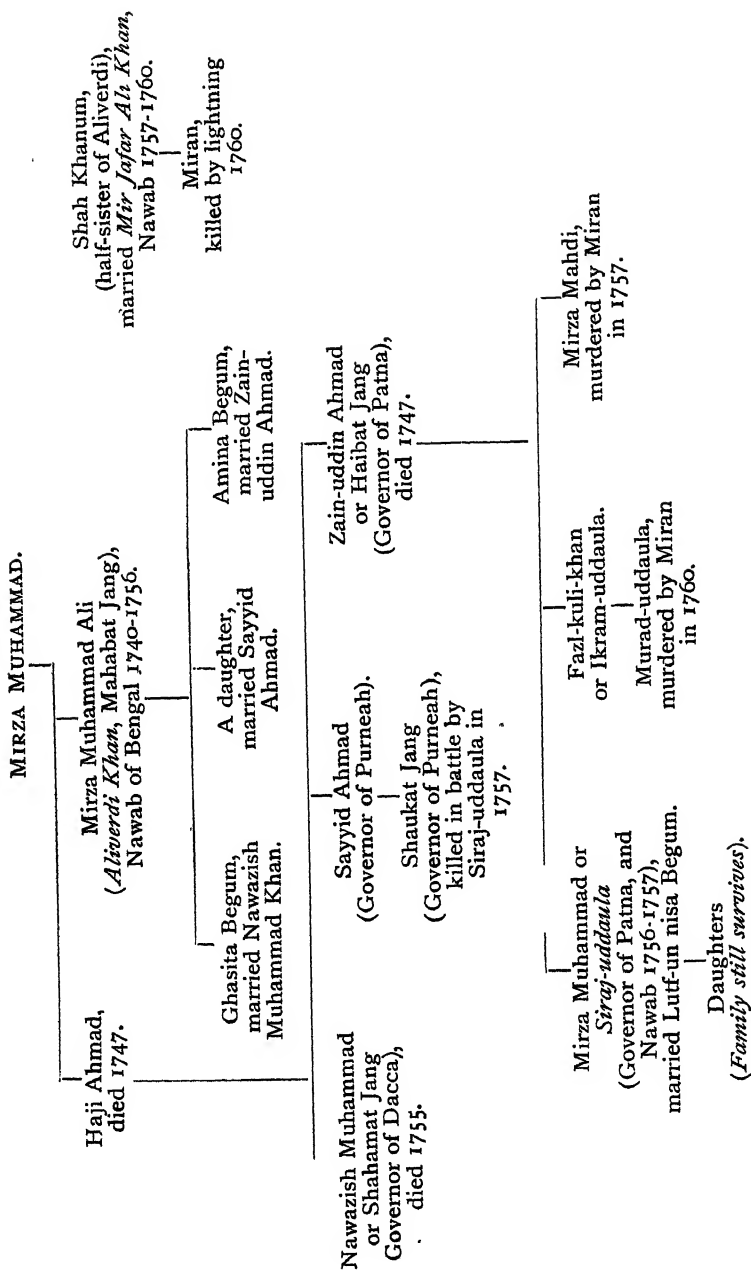 MIRZA MUHAMMAD.
Haji Ahmad,
died 1747.
Mirza Muhammad Ali
(Aliverdi Khan, Mahabat Jang),
Nawab of Bengal 1740-1756.
Shah Khanum,
(half-sister of Aliverdi),
married Mir Jafar Ali Khan,
Nawab 1757-1760.
Miran,
killed by lightning
1760.
Ghasita Begum,
married Nawazish
Muhammad Khan.
A daughter,
married Sayyid
Ahmad.
Amina Begum,
married Zain-
uddin Ahmad.
Nawazish Muhammad
or Shahamat Jang
Governor of Dacca),
died 1755.
Sayyid Ahmad
(Governor of Purneah).
Shaukat Jang
(Governor of Purneah),
killed in battle by
Siraj-uddaula in
1757.
Zain-uddin Ahmad
or Haibat Jang
(Governor of Patna),
died 1747.
Mirza Muhammad or
Siraj-uddaula
(Governor of Patna, and
Nawab 1756-1757),
married Lutf-un nisa Begum.
Daughters
(Family still survives).
Fazl-kuli-khan
or Ikram-uddaula.
Murad-uddaula,
murdered by Miran
in 1760.
Mirza Mahdi,
murdered by Miran
in 1757.